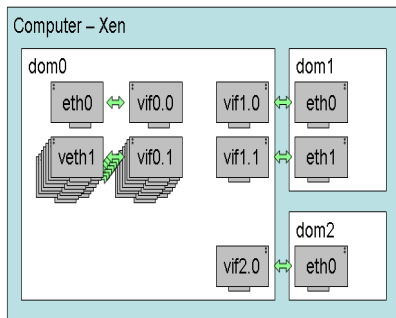 Computer – Xen
dom0
dom1
eth0
vif0.0
vif1.0
eth0
veth1
vif0.1
vif1.1
eth1
dom2
vif2.0
eth0